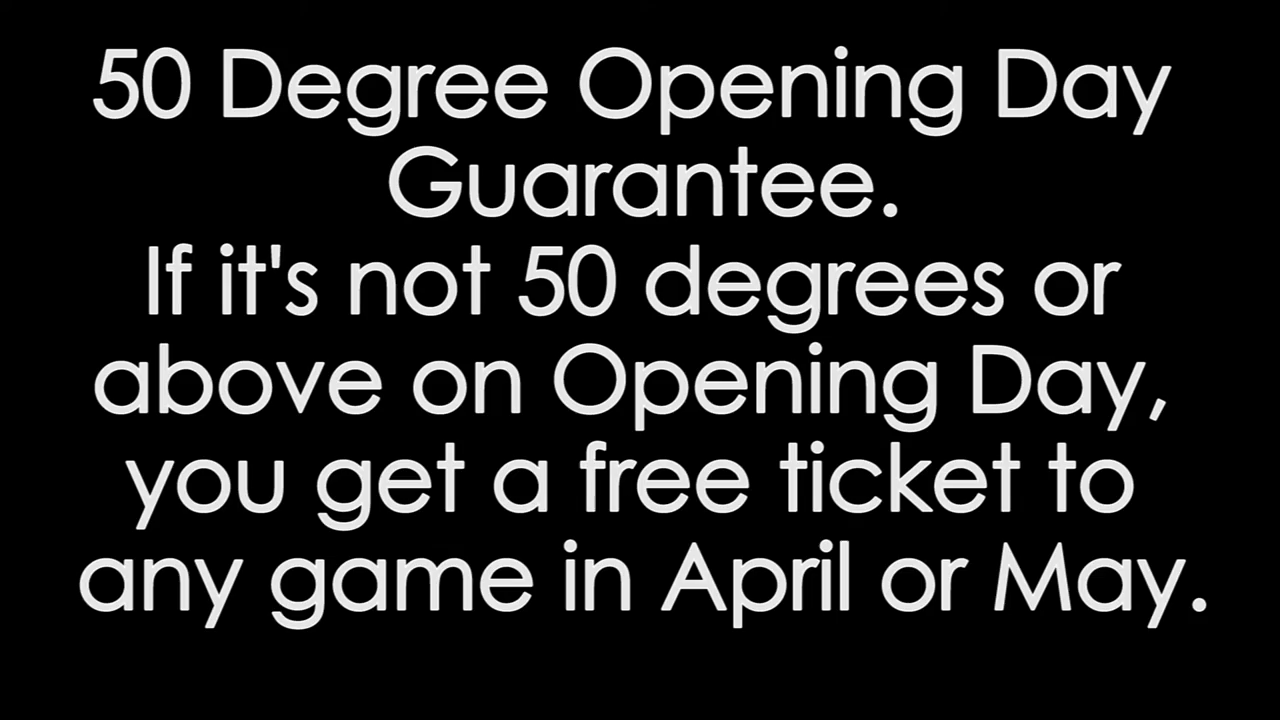 50 Degree Opening Day
Guarantee.
If it's not 50 degrees or
above on Opening Day,
you get a free ticket to
any game in April or May.